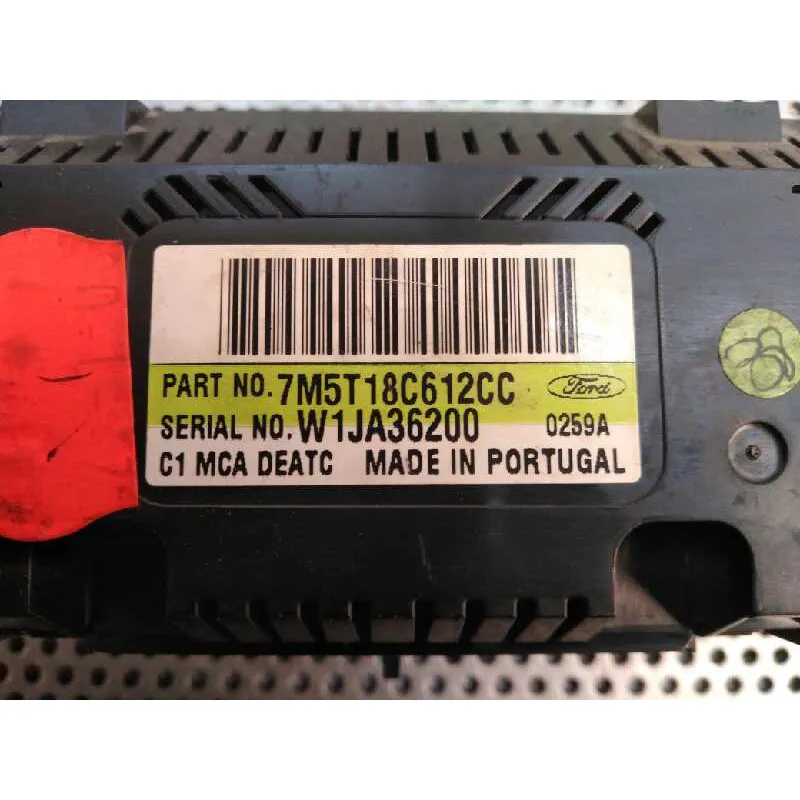 PART NO. 7M5T18C612CC Ford
SERIAL NO. W1JA36200 0259A
C1 MCA DEATC MADE IN PORTUGAL